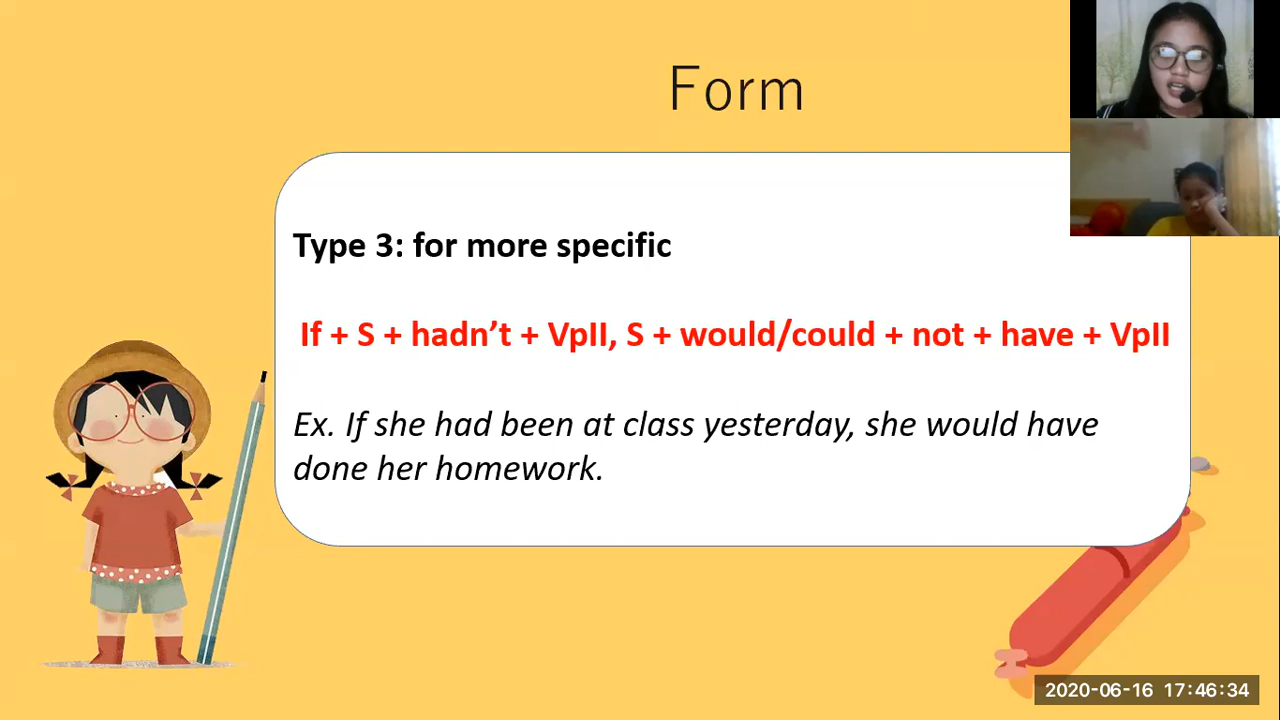 Form
Type 3: for more specific
If + S + hadn’t + VpII, S + would/could + not + have + VpII
Ex. If she had been at class yesterday, she would have
done her homework.
2020-06-16 17:46:34